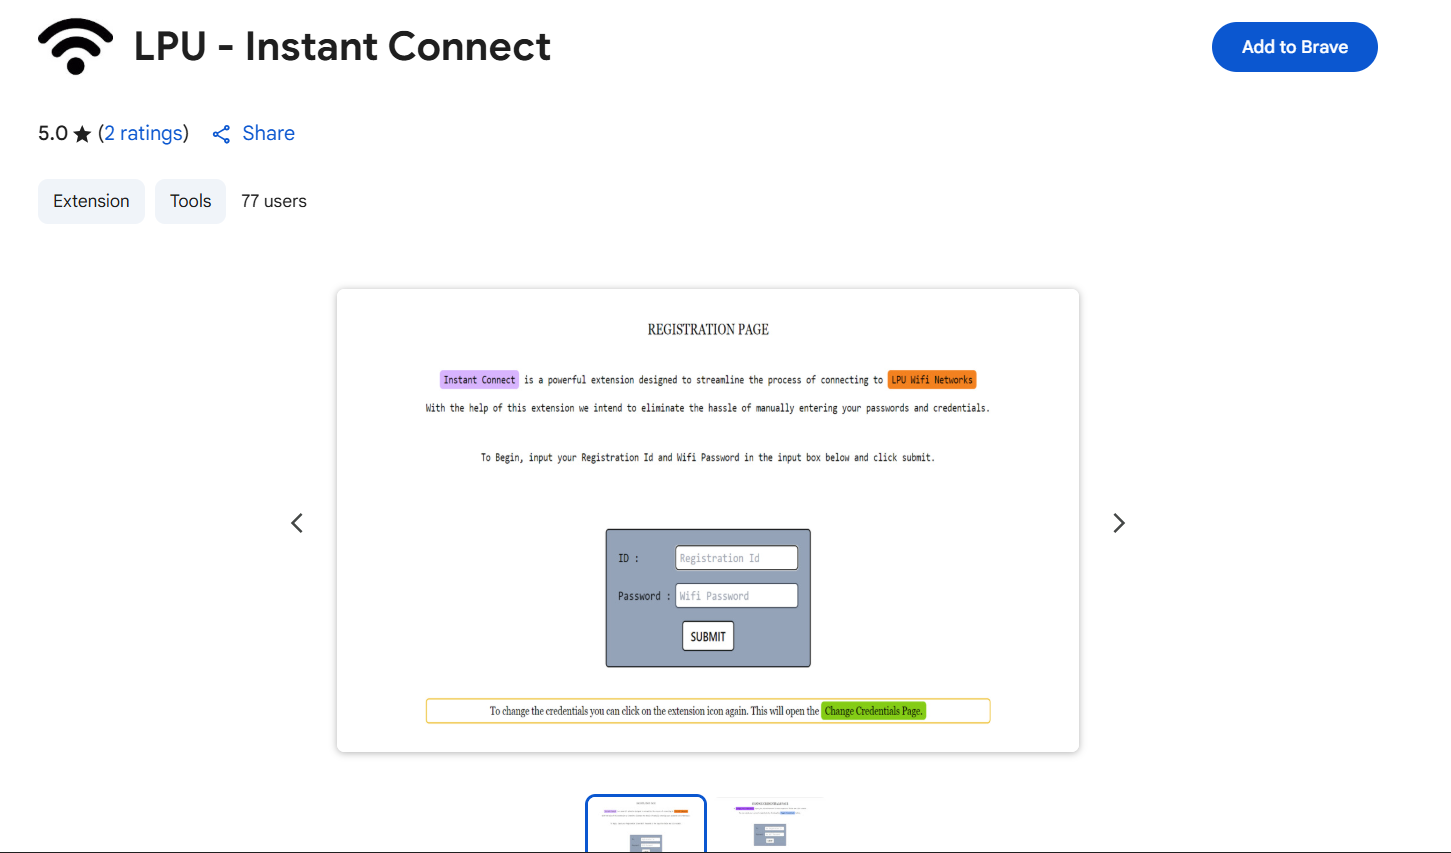 LPU - Instant Connect
Add to Brave
5.0 ★ (2 ratings) Share
Extension Tools 77 users
REGISTRATION PAGE
Instant Connect is a powerful extension designed to streamline the process of connecting to LPU Wifi Networks
With the help of this extension we intend to eliminate the hassle of manually entering your passwords and credentials.
To Begin, input your Registration Id and Wifi Password in the input box below and click submit.
ID : Registration Id
Password : Wifi Password
SUBMIT
To change the credentials you can click on the extension icon again. This will open the Change Credentials Page.